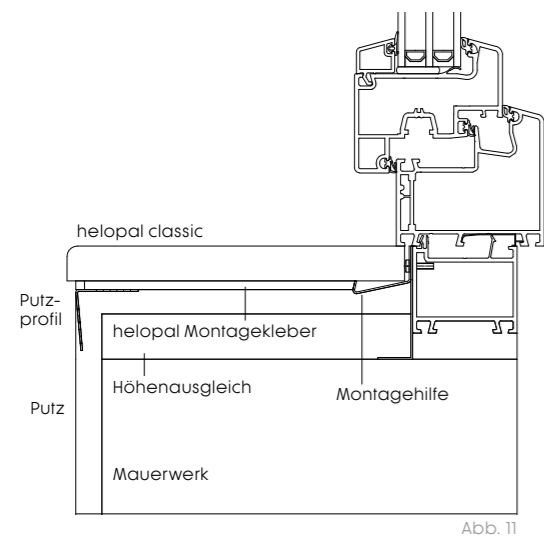 helopal classic
Putz-
profil
helopal Montagekleber
Höhenausgleich
Montagehilfe
Putz
Mauerwerk
Abb. 11